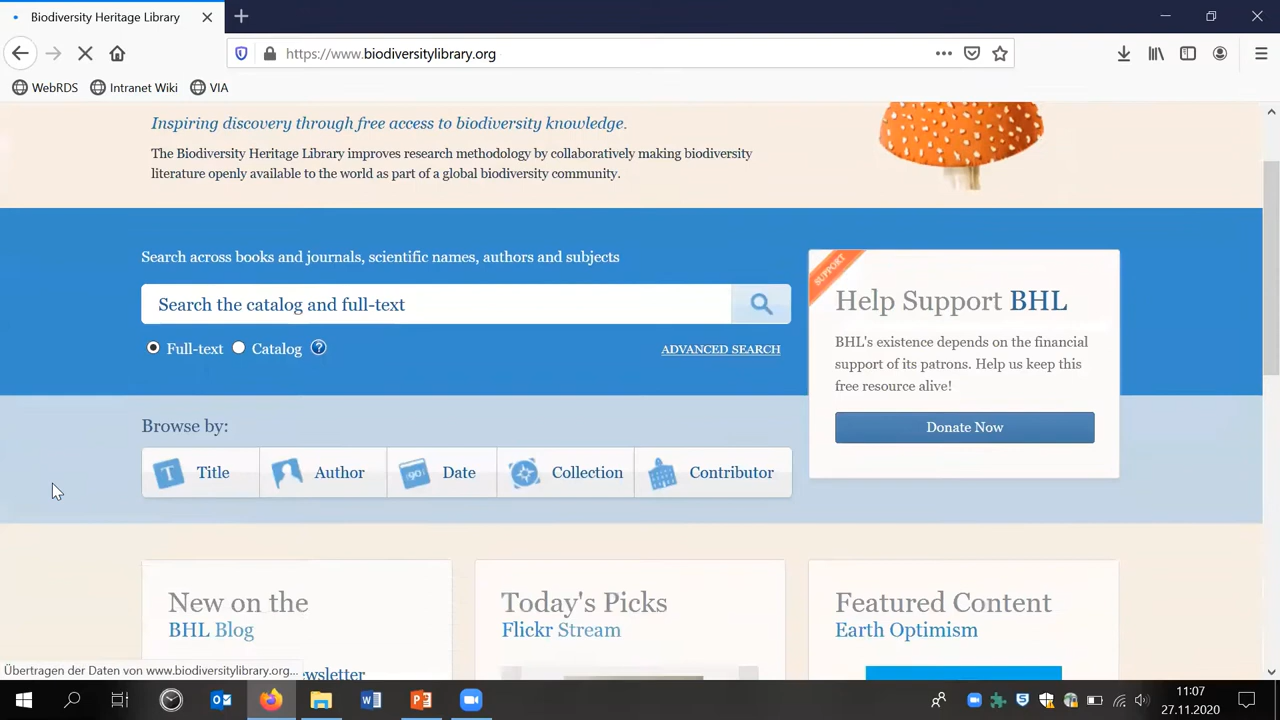 Biodiversity Heritage Library
https://www.biodiversitylibrary.org
WebRDS Intranet Wiki VIA
Inspiring discovery through free access to biodiversity knowledge.
The Biodiversity Heritage Library improves research methodology by collaboratively making biodiversity
literature openly available to the world as part of a global biodiversity community.
Search across books and journals, scientific names, authors and subjects
Search the catalog and full-text
Full-text Catalog ?
ADVANCED SEARCH
SUPPORT
Help Support BHL
BHL's existence depends on the financial
support of its patrons. Help us keep this
free resource alive!
Donate Now
Browse by:
Title Author Date Collection Contributor
New on the
BHL Blog
Today's Picks
Flickr Stream
Featured Content
Earth Optimism
Übertragen der Daten von www.biodiversitylibrary.org...
11:07
27.11.2020